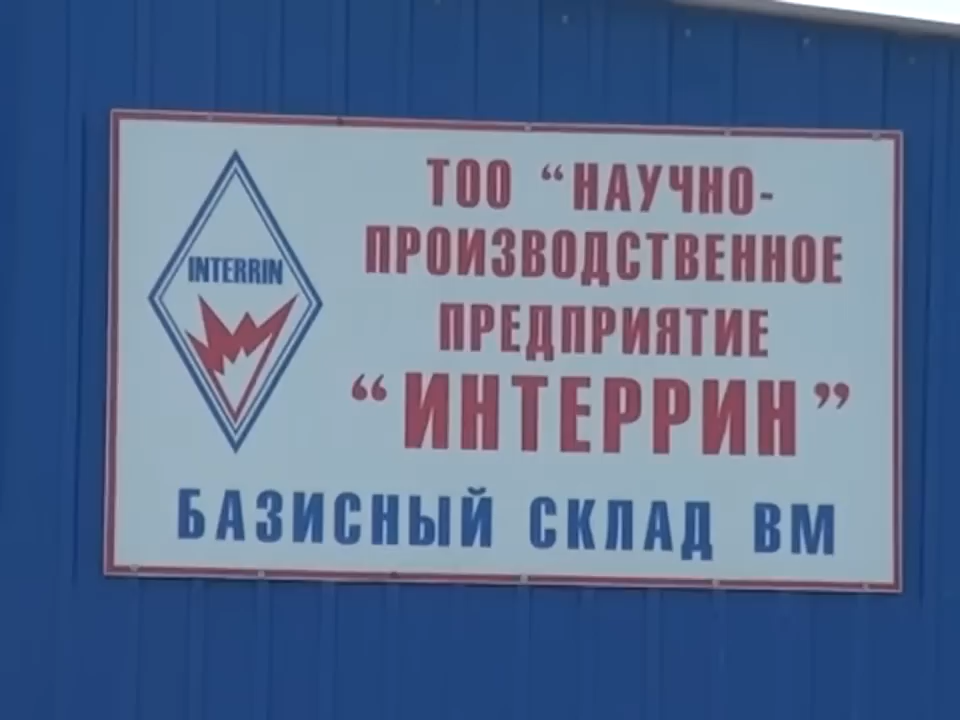 INTERRIN
ТОО “НАУЧНО-
ПРОИЗВОДСТВЕННОЕ
ПРЕДПРИЯТИЕ
“ИНТЕРРИН”
БАЗИСНЫЙ СКЛАД ВМ